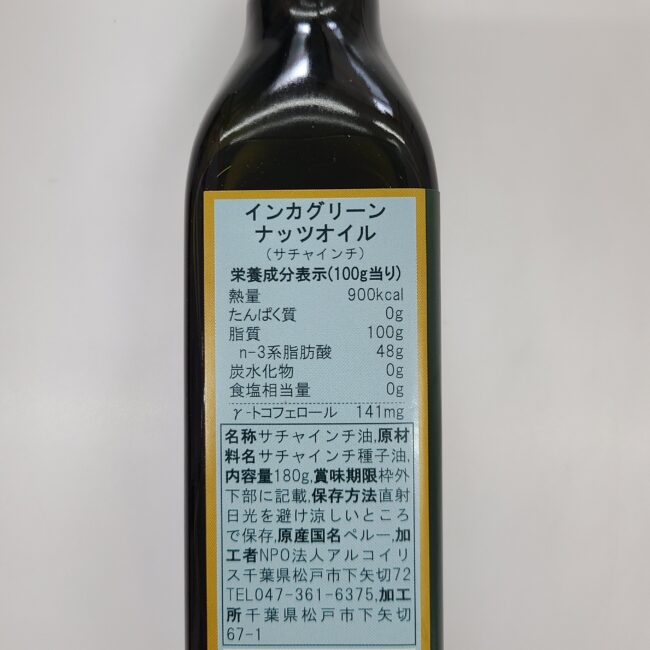 インカグリーン
ナッツオイル
(サチャインチ)
栄養成分表示(100g当り)
熱量 900kcal
たんぱく質 0g
脂質 100g
n-3系脂肪酸 48g
炭水化物 0g
食塩相当量 0g
γ-トコフェロール 141mg
名称サチャインチ油,原材
料名サチャインチ種子油,
内容量180g,賞味期限枠外
下部に記載,保存方法直射
日光を避け涼しいところ
で保存,原産国名ペルー,加
工者NPO法人アルコイリ
ス千葉県松戸市下矢切72
TEL047-361-6375,加工
所千葉県松戸市下矢切
67-1